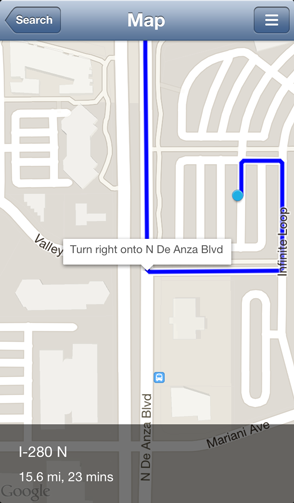 Search
Map
Valley
Turn right onto N De Anza Blvd
Infinite Loop
N De Anza Blvd
Mariani Ave
I-280 N
15.6 mi, 23 mins
Google